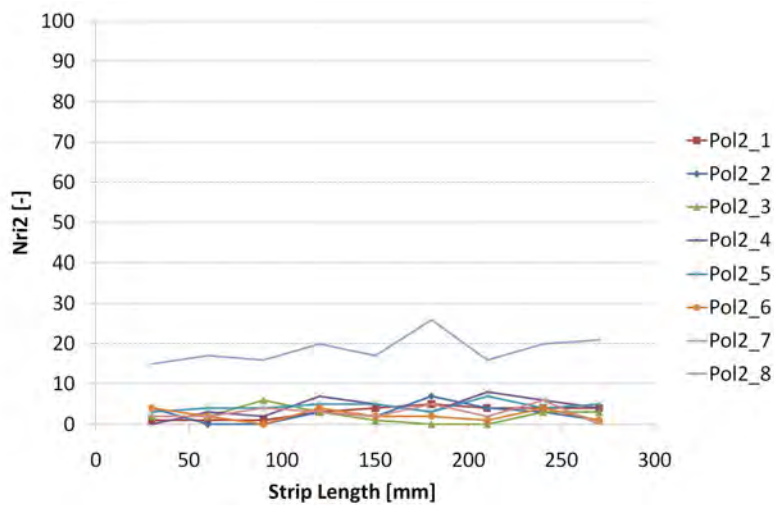 100
90
80
70
60
50
40
30
20
10
0
Nri2 [-]
0 50 100 150 200 250 300
Strip Length [mm]
Pol2_1
Pol2_2
Pol2_3
Pol2_4
Pol2_5
Pol2_6
Pol2_7
Pol2_8